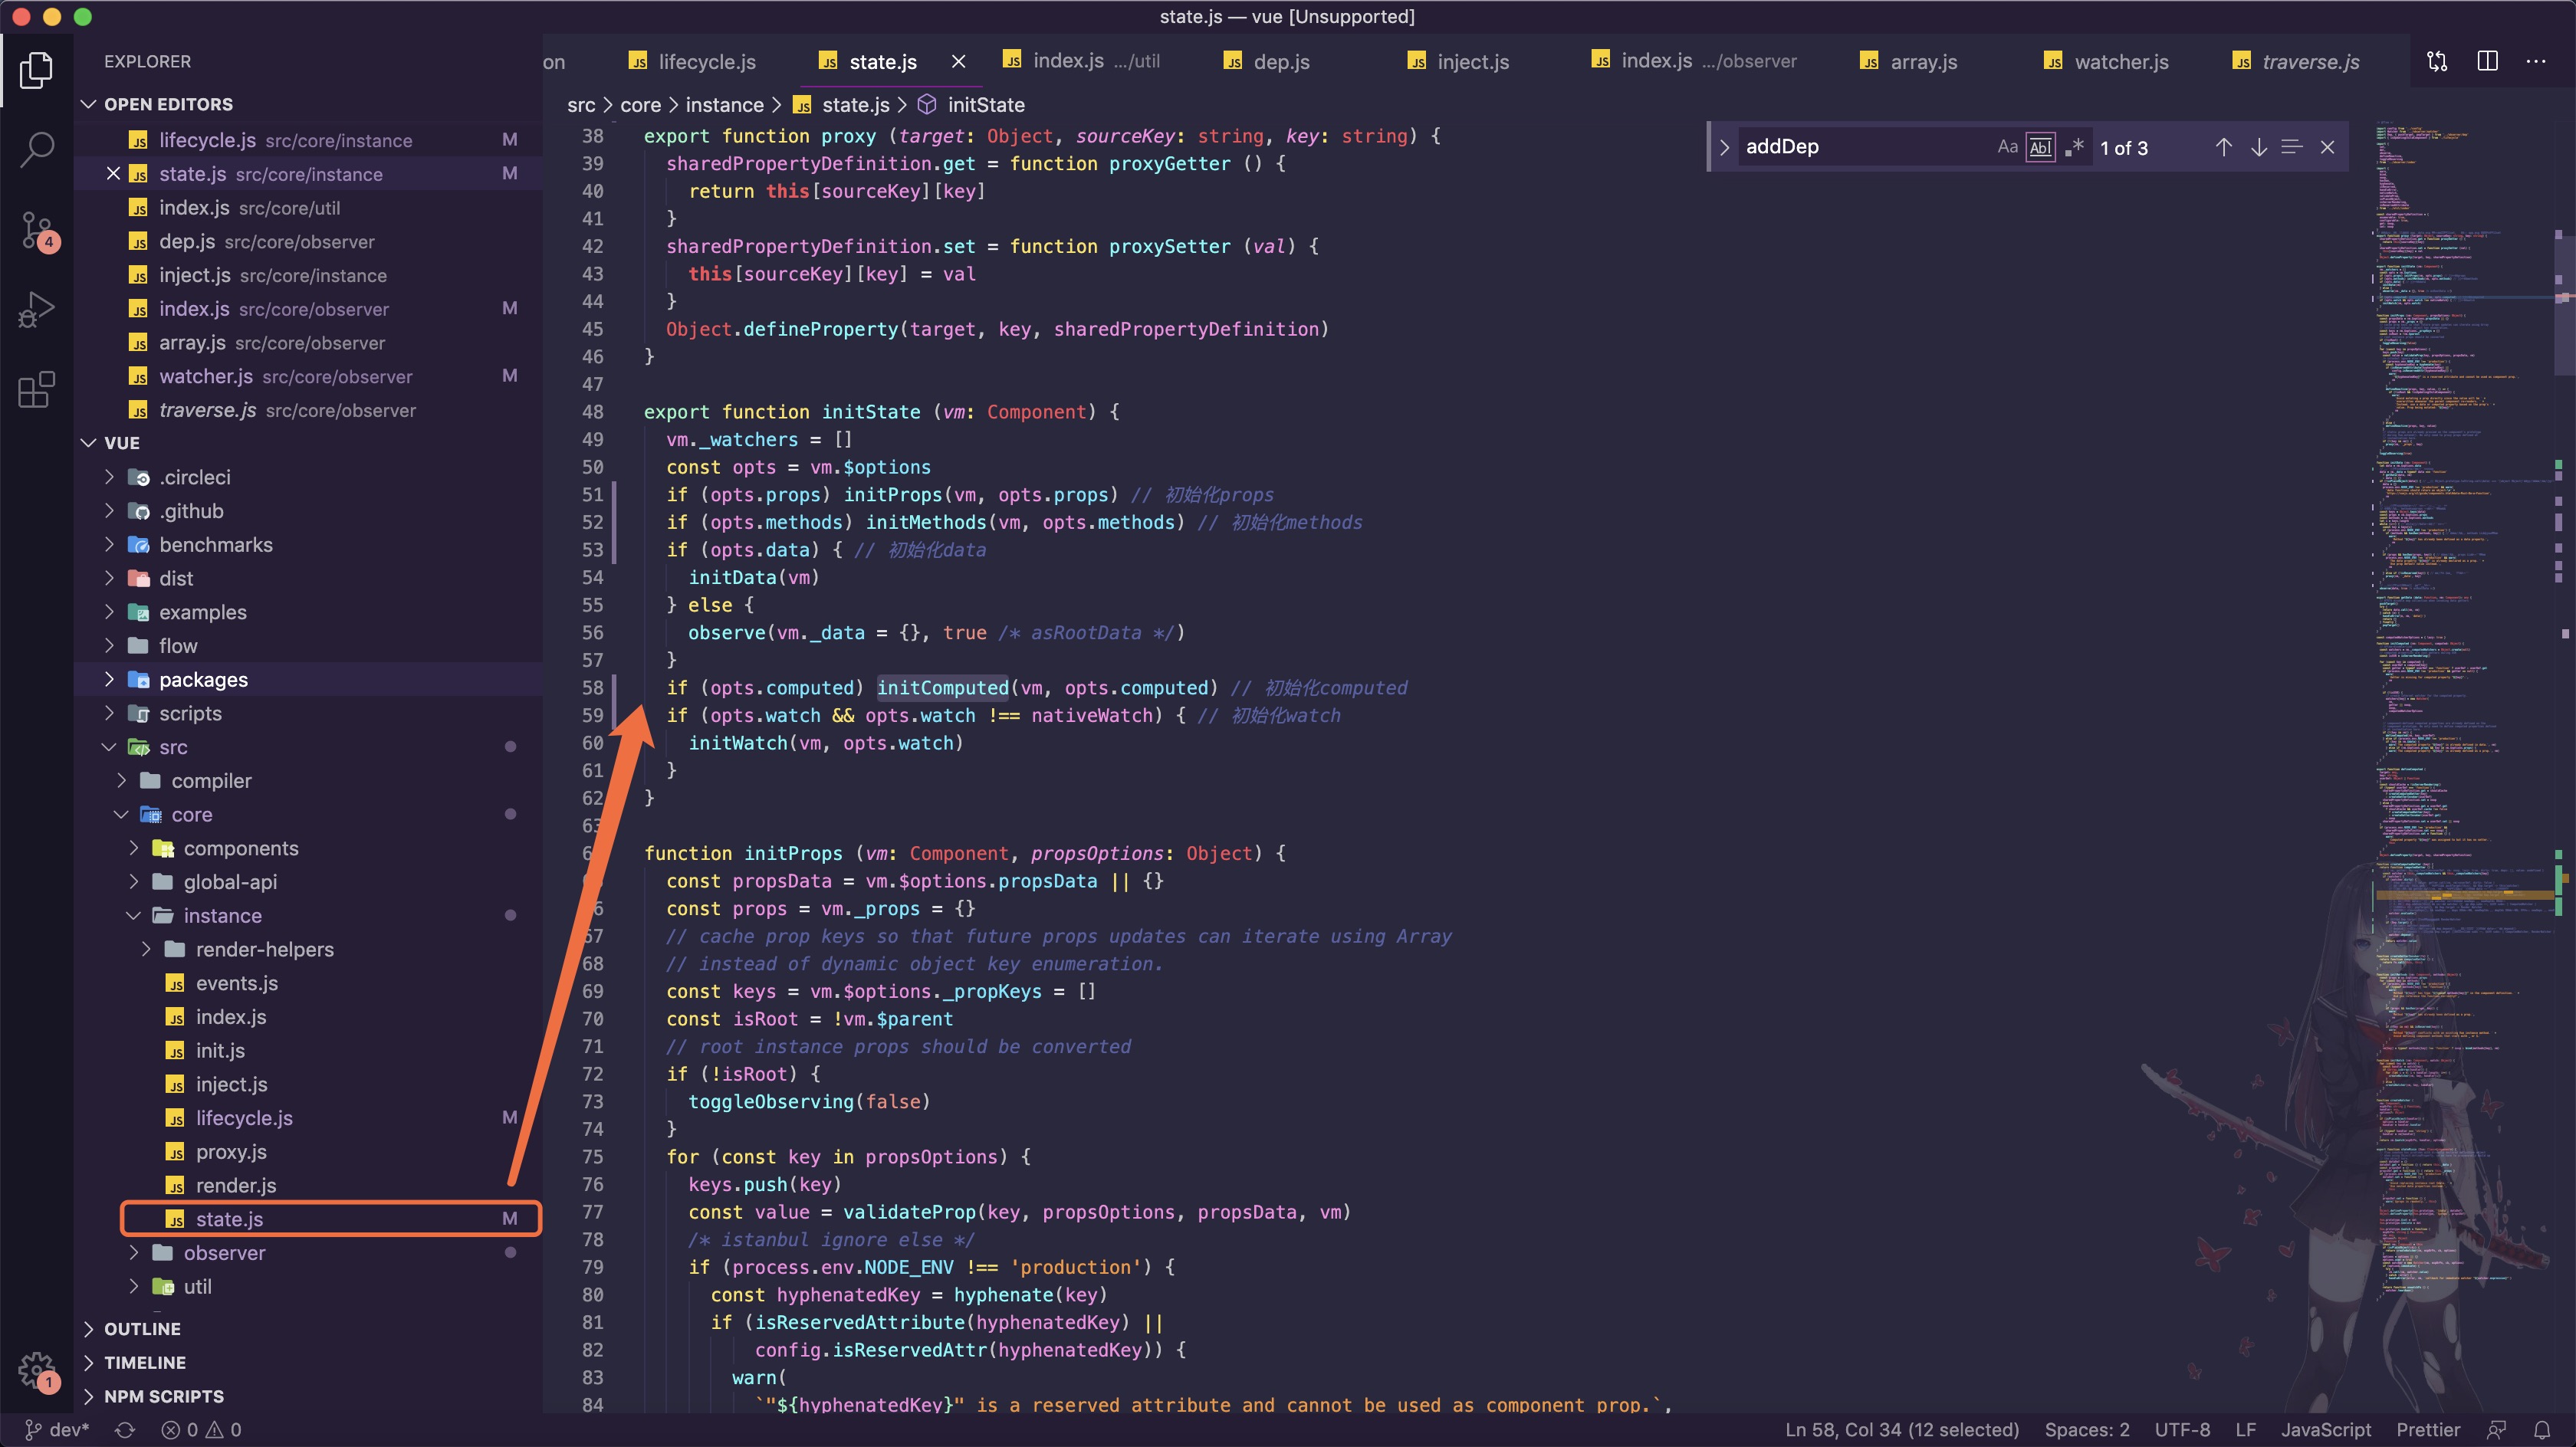 state.js — vue [Unsupported]
EXPLORER
OPEN EDITORS
lifecycle.js src/core/instance M
state.js src/core/instance M
index.js src/core/util
dep.js src/core/observer
inject.js src/core/instance
index.js src/core/observer M
array.js src/core/observer
watcher.js src/core/observer M
traverse.js src/core/observer
VUE
.circleci
.github
benchmarks
dist
examples
flow
packages
scripts
src
compiler
core
components
global-api
instance
render-helpers
events.js
index.js
init.js
inject.js
lifecycle.js M
proxy.js
render.js
state.js M
observer
util
OUTLINE
TIMELINE
NPM SCRIPTS
4
1
on lifecycle.js state.js index.js .../util dep.js inject.js index.js .../observer array.js watcher.js traverse.js
src > core > instance > state.js > initState
addDep Aa Abl 1 of 3
38 export function proxy (target: Object, sourceKey: string, key: string) {
39 sharedPropertyDefinition.get = function proxyGetter () {
40 return this[sourceKey][key]
41 }
42 sharedPropertyDefinition.set = function proxySetter (val) {
43 this[sourceKey][key] = val
44 }
45 Object.defineProperty(target, key, sharedPropertyDefinition)
46 }
47
48 export function initState (vm: Component) {
49 vm._watchers = []
50 const opts = vm.$options
51 if (opts.props) initProps(vm, opts.props) // 初始化props
52 if (opts.methods) initMethods(vm, opts.methods) // 初始化methods
53 if (opts.data) { // 初始化data
54 initData(vm)
55 } else {
56 observe(vm._data = {}, true /* asRootData */)
57 }
58 if (opts.computed) initComputed(vm, opts.computed) // 初始化computed
59 if (opts.watch && opts.watch !== nativeWatch) { // 初始化watch
60 initWatch(vm, opts.watch)
61 }
62 }
63
6 function initProps (vm: Component, propsOptions: Object) {
const propsData = vm.$options.propsData || {}
6 const props = vm._props = {}
67 // cache prop keys so that future props updates can iterate using Array
68 // instead of dynamic object key enumeration.
69 const keys = vm.$options._propKeys = []
70 const isRoot = !vm.$parent
71 // root instance props should be converted
72 if (!isRoot) {
73 toggleObserving(false)
74 }
75 for (const key in propsOptions) {
76 keys.push(key)
77 const value = validateProp(key, propsOptions, propsData, vm)
78 /* istanbul ignore else */
79 if (process.env.NODE_ENV !== 'production') {
80 const hyphenatedKey = hyphenate(key)
81 if (isReservedAttribute(hyphenatedKey) ||
82 config.isReservedAttr(hyphenatedKey)) {
83 warn(
84 `"${hyphenatedKey}" is a reserved attribute and cannot be used as component prop.`,
dev* 0 0 Ln 58, Col 34 (12 selected) Spaces: 2 UTF-8 LF JavaScript Prettier